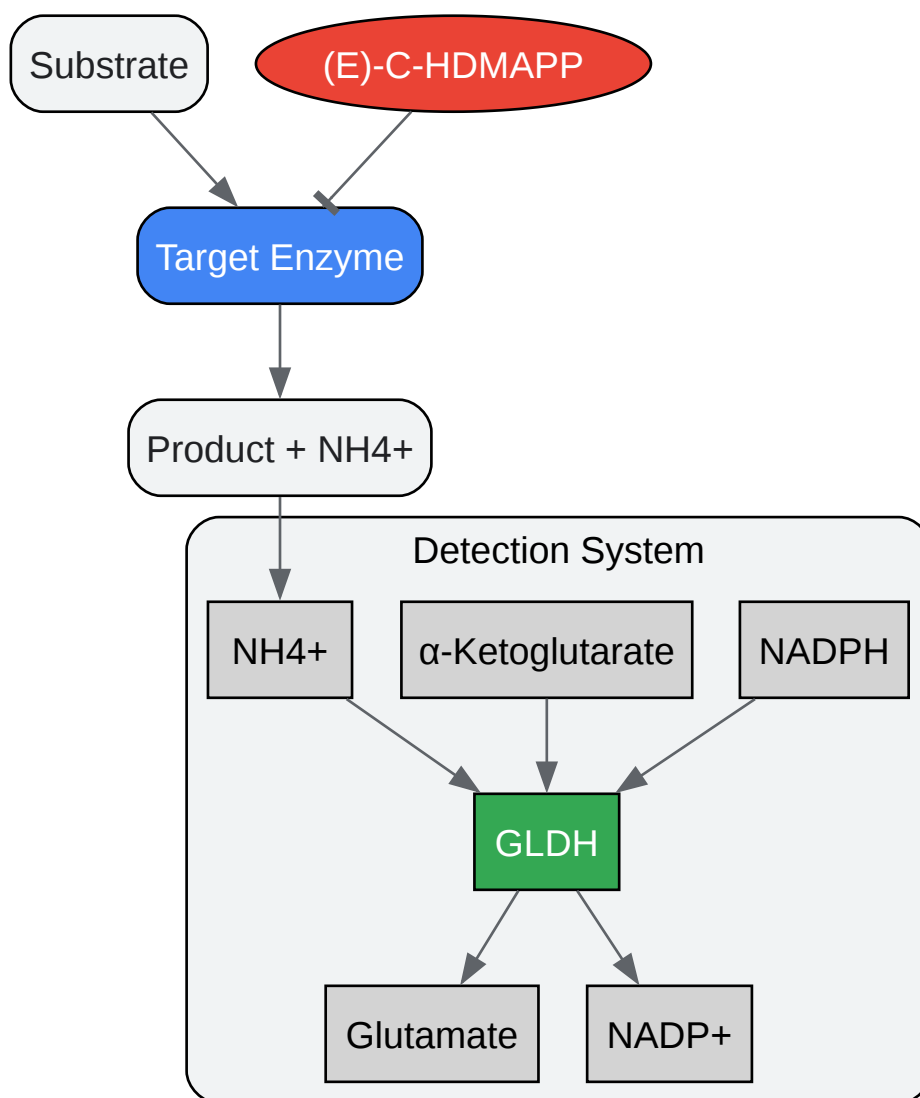 Substrate
(E)-C-HDMAPP
Target Enzyme
Product + NH4+
Detection System
NH4+
α-Ketoglutarate
NADPH
GLDH
Glutamate
NADP+